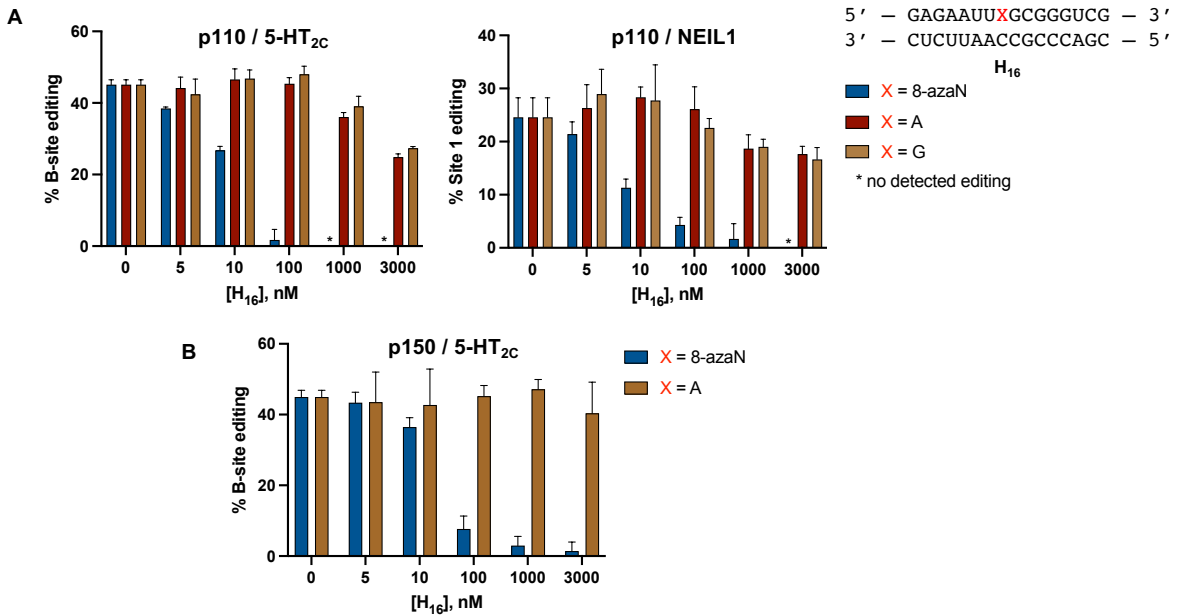 A
p110 / 5-HT2C
% B-site editing
60
40
20
0
* *
0 5 10 100 1000 3000
[H16], nM
p110 / NEIL1
% Site 1 editing
40
30
20
10
0
*
0 5 10 100 1000 3000
[H16], nM
5′ — GAGAAUUXGCGGGUCG — 3′
3′ — CUCUUAACCGCCCAGC — 5′
H16
X = 8-azaN
X = A
X = G
* no detected editing
B
p150 / 5-HT2C
% B-site editing
60
40
20
0
0 5 10 100 1000 3000
[H16], nM
X = 8-azaN
X = A